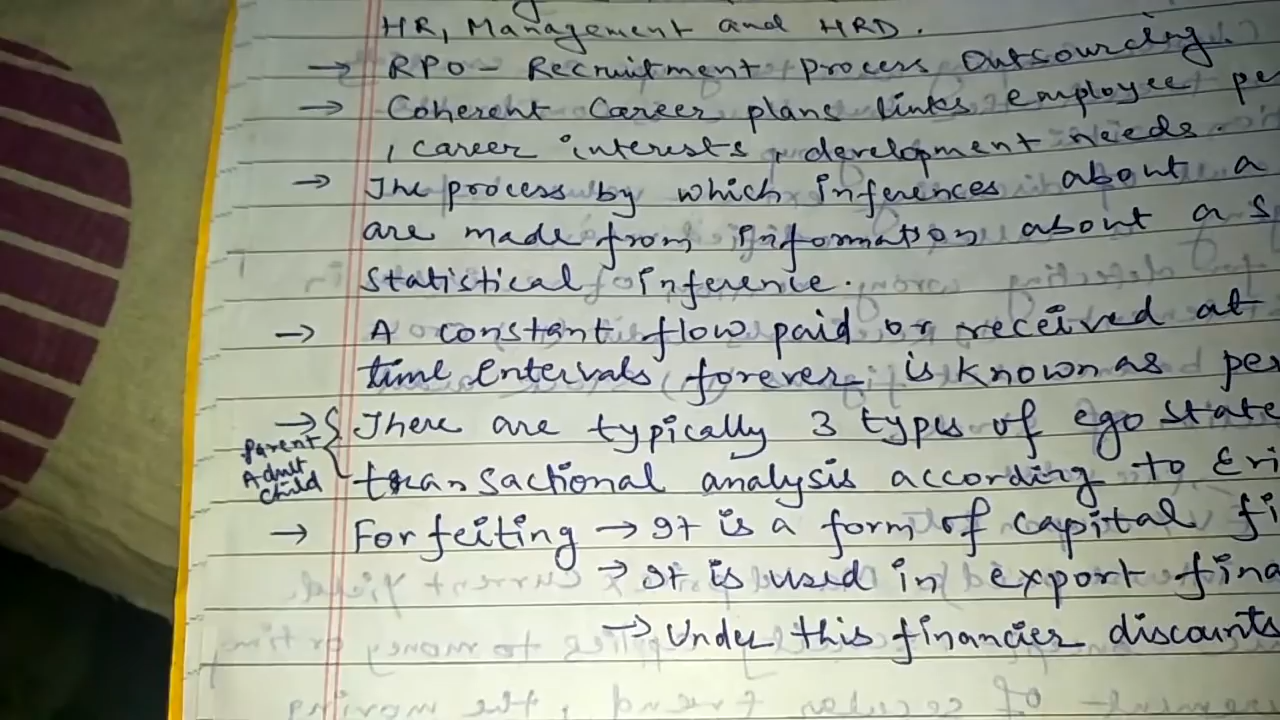 HR, Management and HRD.
→ RPO - Recruitment process Outsourcing.
→ Coherent Career plans links employee pe
, career interests, development needs.
→ The process by which inferences about a
are made from information about a s
statistical inference.
→ A constant flow paid or received at
time intervals forever is known as per
→ { There are typically 3 types of ego state
Parent
Adult
Child
transactional analysis according to Eri
→ Forfeiting → It is a form of capital fi
→ It is used in export fina
→ Under this financier discounts